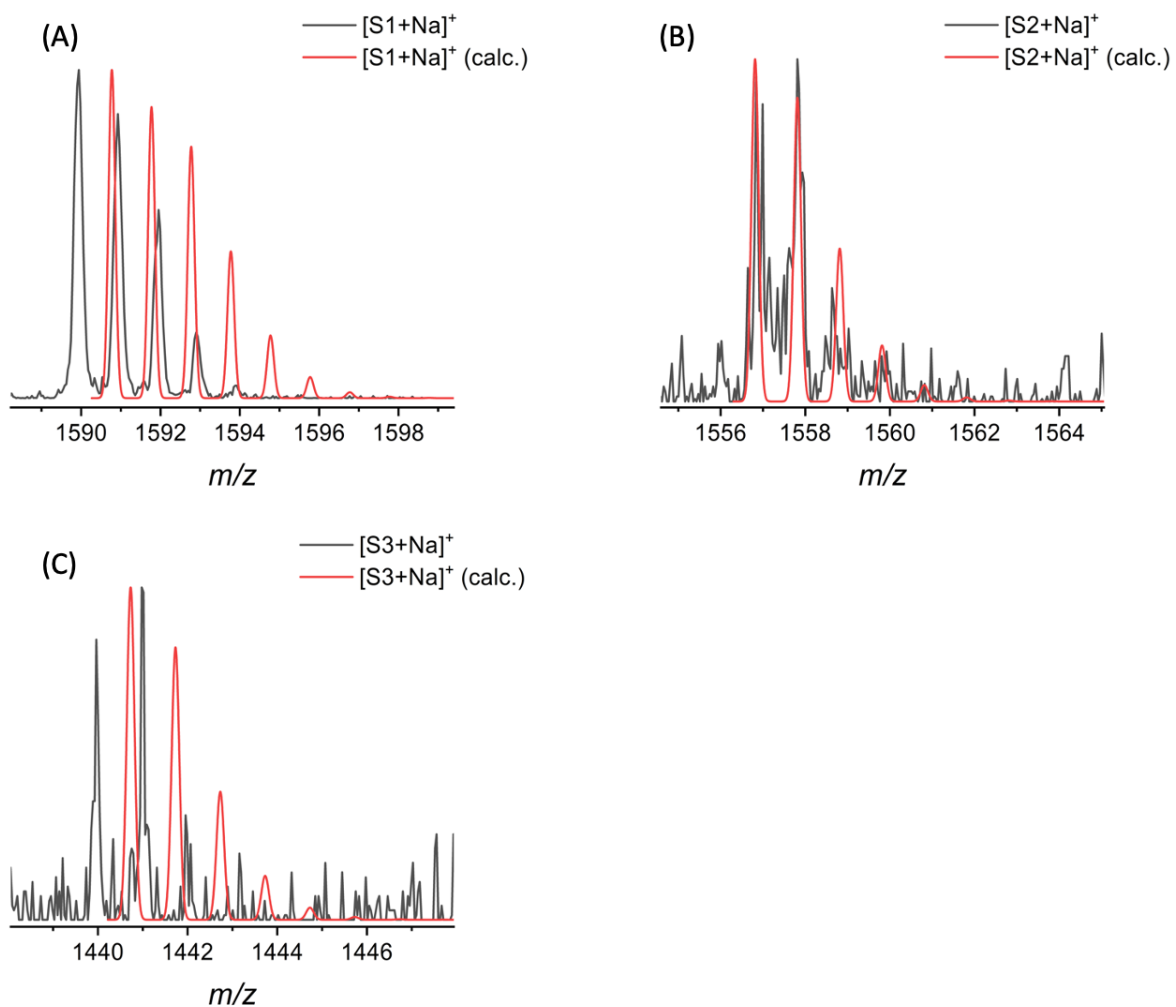 (A)
[S1+Na]⁺
[S1+Na]⁺ (calc.)
1590 1592 1594 1596 1598
m/z
(B)
[S2+Na]⁺
[S2+Na]⁺ (calc.)
1556 1558 1560 1562 1564
m/z
(C)
[S3+Na]⁺
[S3+Na]⁺ (calc.)
1440 1442 1444 1446
m/z